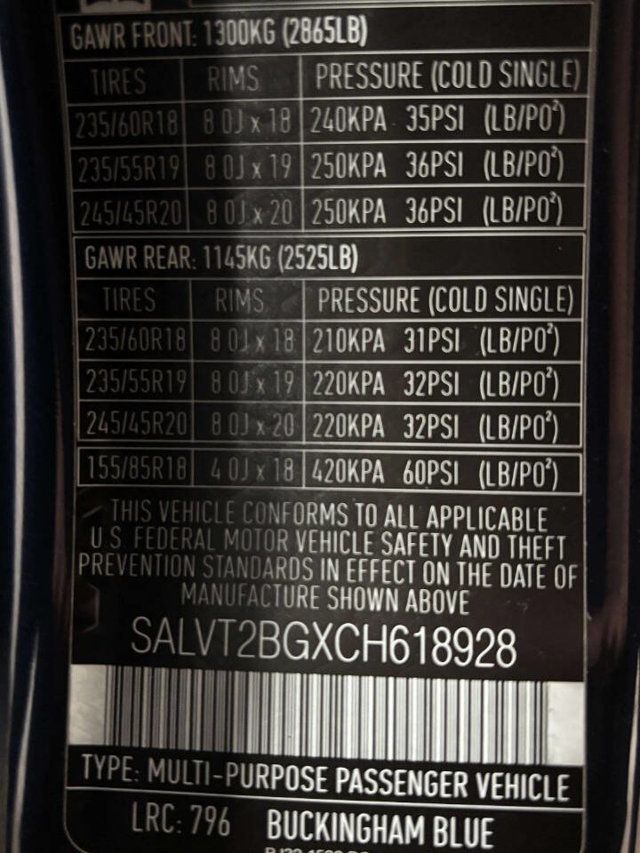 GAWR FRONT: 1300KG (2865LB)
TIRES RIMS PRESSURE (COLD SINGLE)
235/60R18 8.0J x 18 240KPA 35PSI (LB/PO²)
235/55R19 8.0J x 19 250KPA 36PSI (LB/PO²)
245/45R20 8.0J x 20 250KPA 36PSI (LB/PO²)
GAWR REAR: 1145KG (2525LB)
TIRES RIMS PRESSURE (COLD SINGLE)
235/60R18 8.0J x 18 210KPA 31PSI (LB/PO²)
235/55R19 8.0J x 19 220KPA 32PSI (LB/PO²)
245/45R20 8.0J x 20 220KPA 32PSI (LB/PO²)
155/85R18 4.0J x 18 420KPA 60PSI (LB/PO²)
THIS VEHICLE CONFORMS TO ALL APPLICABLE
U.S. FEDERAL MOTOR VEHICLE SAFETY AND THEFT
PREVENTION STANDARDS IN EFFECT ON THE DATE OF
MANUFACTURE SHOWN ABOVE
SALVT2BGXCH618928
TYPE: MULTI-PURPOSE PASSENGER VEHICLE
LRC: 796 BUCKINGHAM BLUE